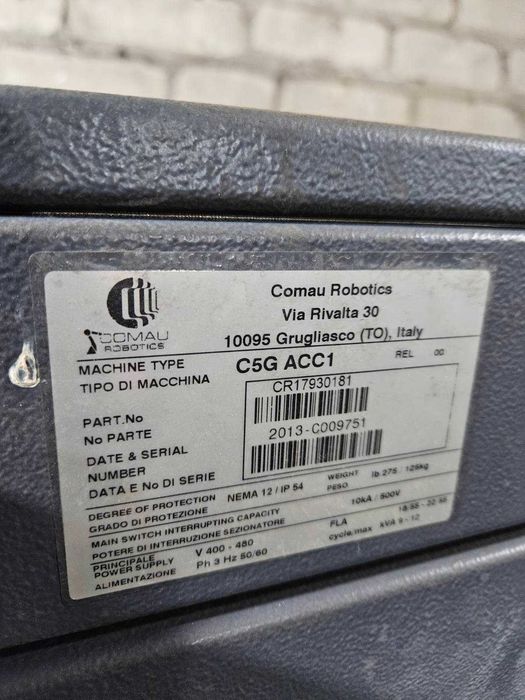 COMAU
ROBOTICS
Comau Robotics
Via Rivalta 30
10095 Grugliasco (TO), Italy
MACHINE TYPE
TIPO DI MACCHINA
C5G ACC1
REL 00
PART.No
No PARTE
CR17930181
DATE & SERIAL
NUMBER
DATA E No DI SERIE
2013-C009751
DEGREE OF PROTECTION
GRADO DI PROTEZIONE
NEMA 12 / IP 54
WEIGHT
PESO
lb 275 / 125kg
MAIN SWITCH INTERRUPTING CAPACITY
POTERE DI INTERRUZIONE SEZIONATORE
10kA / 500V
PRINCIPALE
POWER SUPPLY
ALIMENTAZIONE
V 400 - 480
Ph 3 Hz 50/60
FLA
cycle/max
kVA 9 - 12